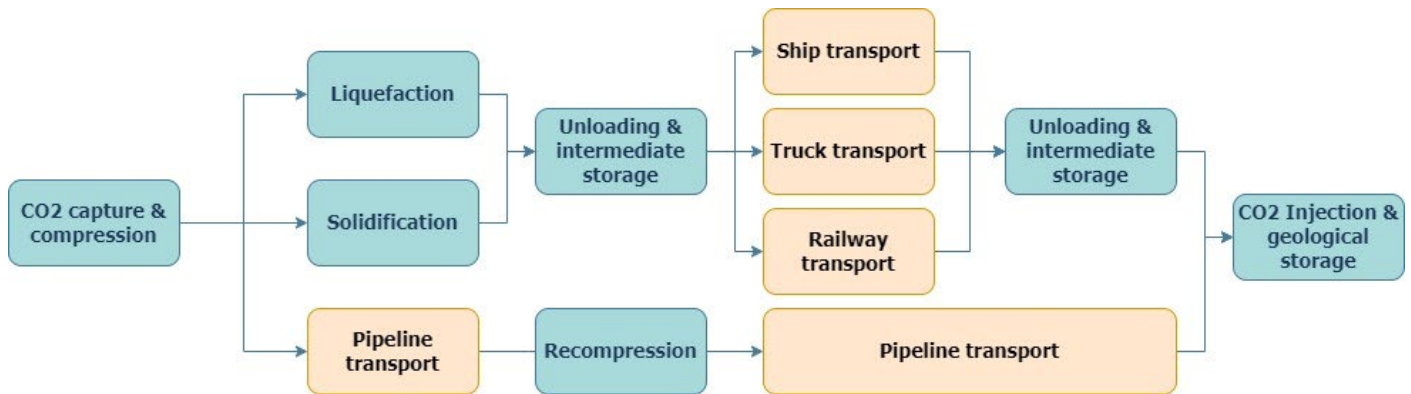 CO2 capture &
compression
Liquefaction
Solidification
Pipeline
transport
Unloading &
intermediate
storage
Recompression
Ship transport
Truck transport
Railway
transport
Pipeline transport
Unloading &
intermediate
storage
CO2 Injection &
geological
storage